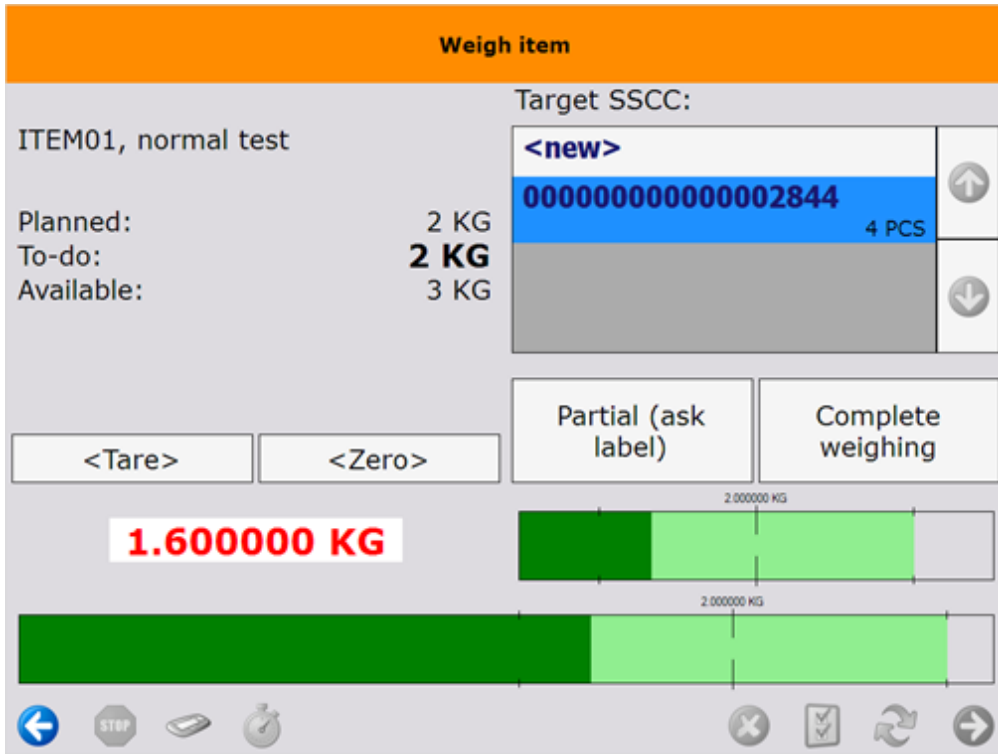 Weigh item
Target SSCC:
ITEM01, normal test
<new>
000000000000002844
4 PCS
Planned: 2 KG
To-do: 2 KG
Available: 3 KG
Partial (ask
label)
Complete
weighing
<Tare>
<Zero>
2.000000 KG
1.600000 KG
2.000000 KG
STOP